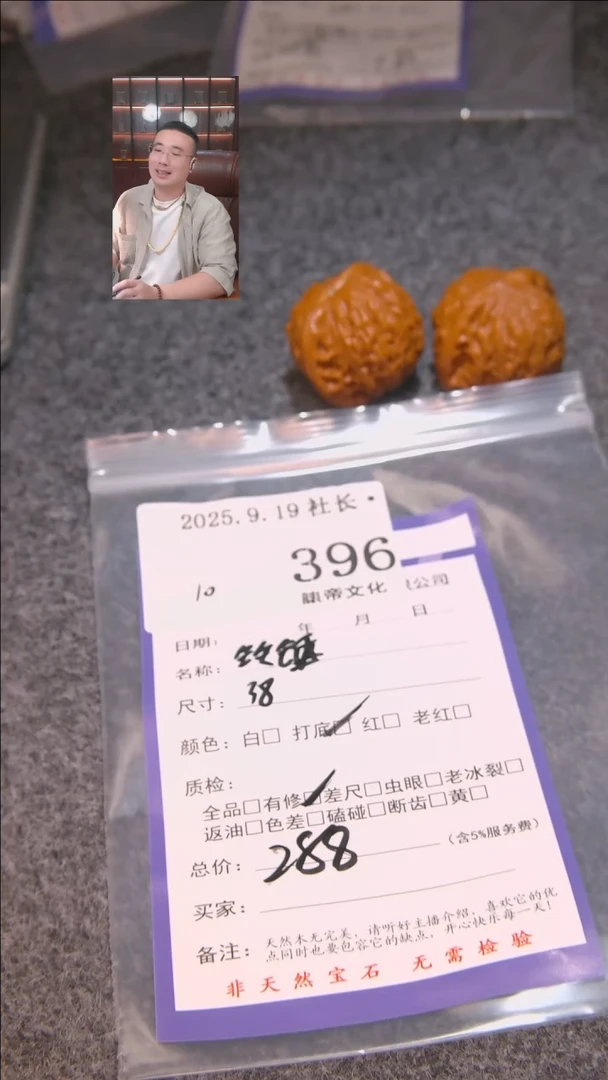 2025.9.19 社长
396
10
麒帝文化
公司
年 月 日
日期:
名称:
尺寸: 38
颜色: 白□ 打底□ 红□ 老红□
质检:
全品□有修□差尺□虫眼□老冰裂□
返油□色差□磕碰□断齿□黄□
总价: 288 (含5%服务费)
买家:
备注: 天然木无完美,请听好主播介绍,喜欢它的优
点同时也要包容它的缺点,开心快乐每一天!
非天然宝石 无需检验